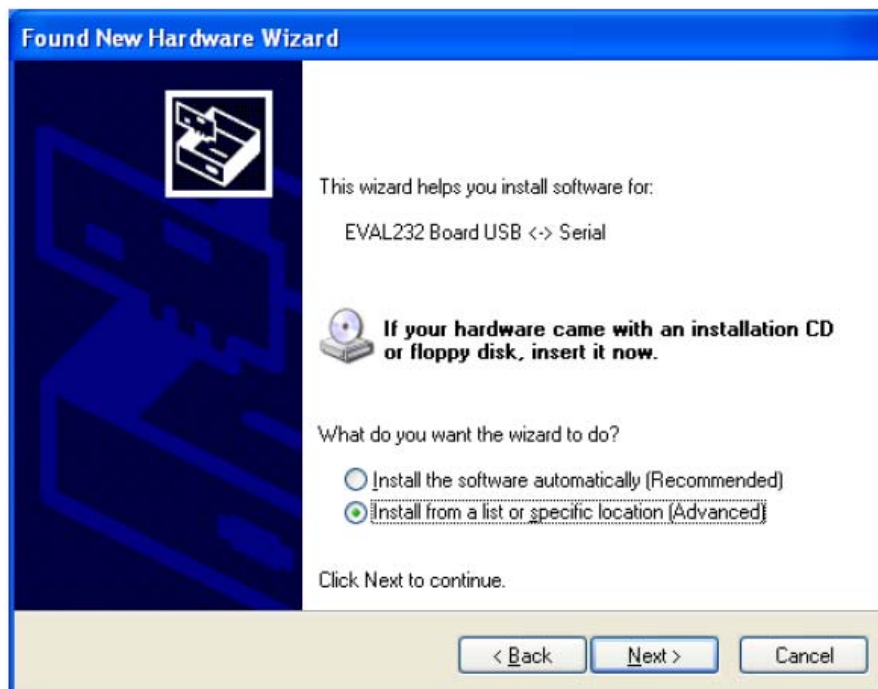 Found New Hardware Wizard
This wizard helps you install software for:
EVAL232 Board USB <-> Serial
If your hardware came with an installation CD
or floppy disk, insert it now.
What do you want the wizard to do?
Install the software automatically (Recommended)
Install from a list or specific location (Advanced)
Click Next to continue.
< Back
Next >
Cancel